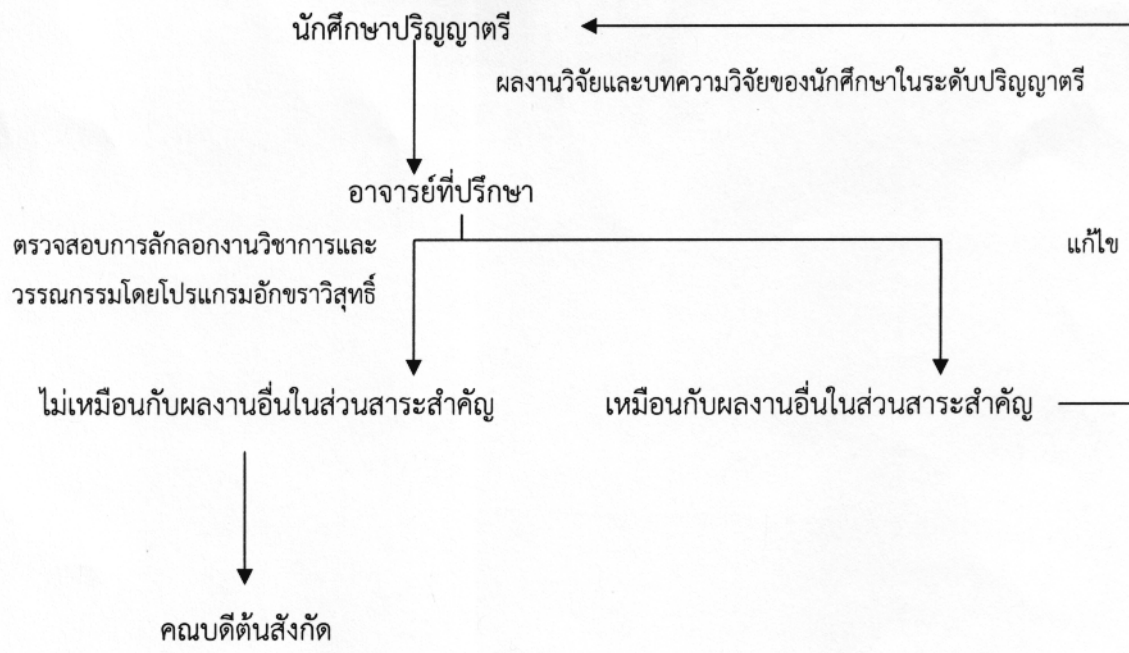 นักศึกษาปริญญาตรี
ผลงานวิจัยและบทความวิจัยของนักศึกษาในระดับปริญญาตรี
อาจารย์ที่ปรึกษา
ตรวจสอบการลักลอกงานวิชาการและ
แก้ไข
วรรณกรรมโดยโปรแกรมอักขราวิสุทธิ์
ไม่เหมือนกับผลงานอื่นในส่วนสาระสำคัญ
เหมือนกับผลงานอื่นในส่วนสาระสำคัญ
คณบดีต้นสังกัด